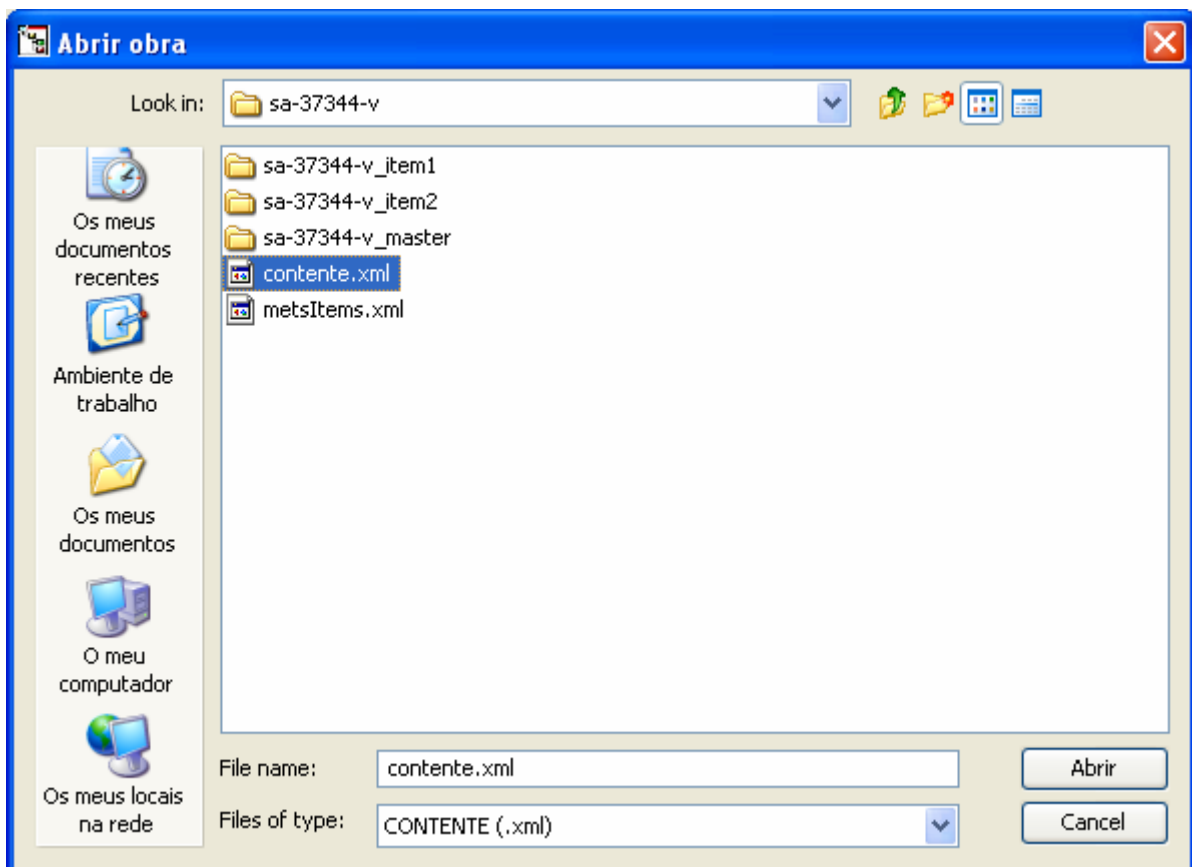 Abrir obra
Look in:
sa-37344-v
Os meus
documentos
recentes
Ambiente de
trabalho
Os meus
documentos
O meu
computador
Os meus locais
na rede
sa-37344-v_item1
sa-37344-v_item2
sa-37344-v_master
contente.xml
metsItems.xml
File name:
contente.xml
Abrir
Files of type:
CONTENTE (.xml)
Cancel